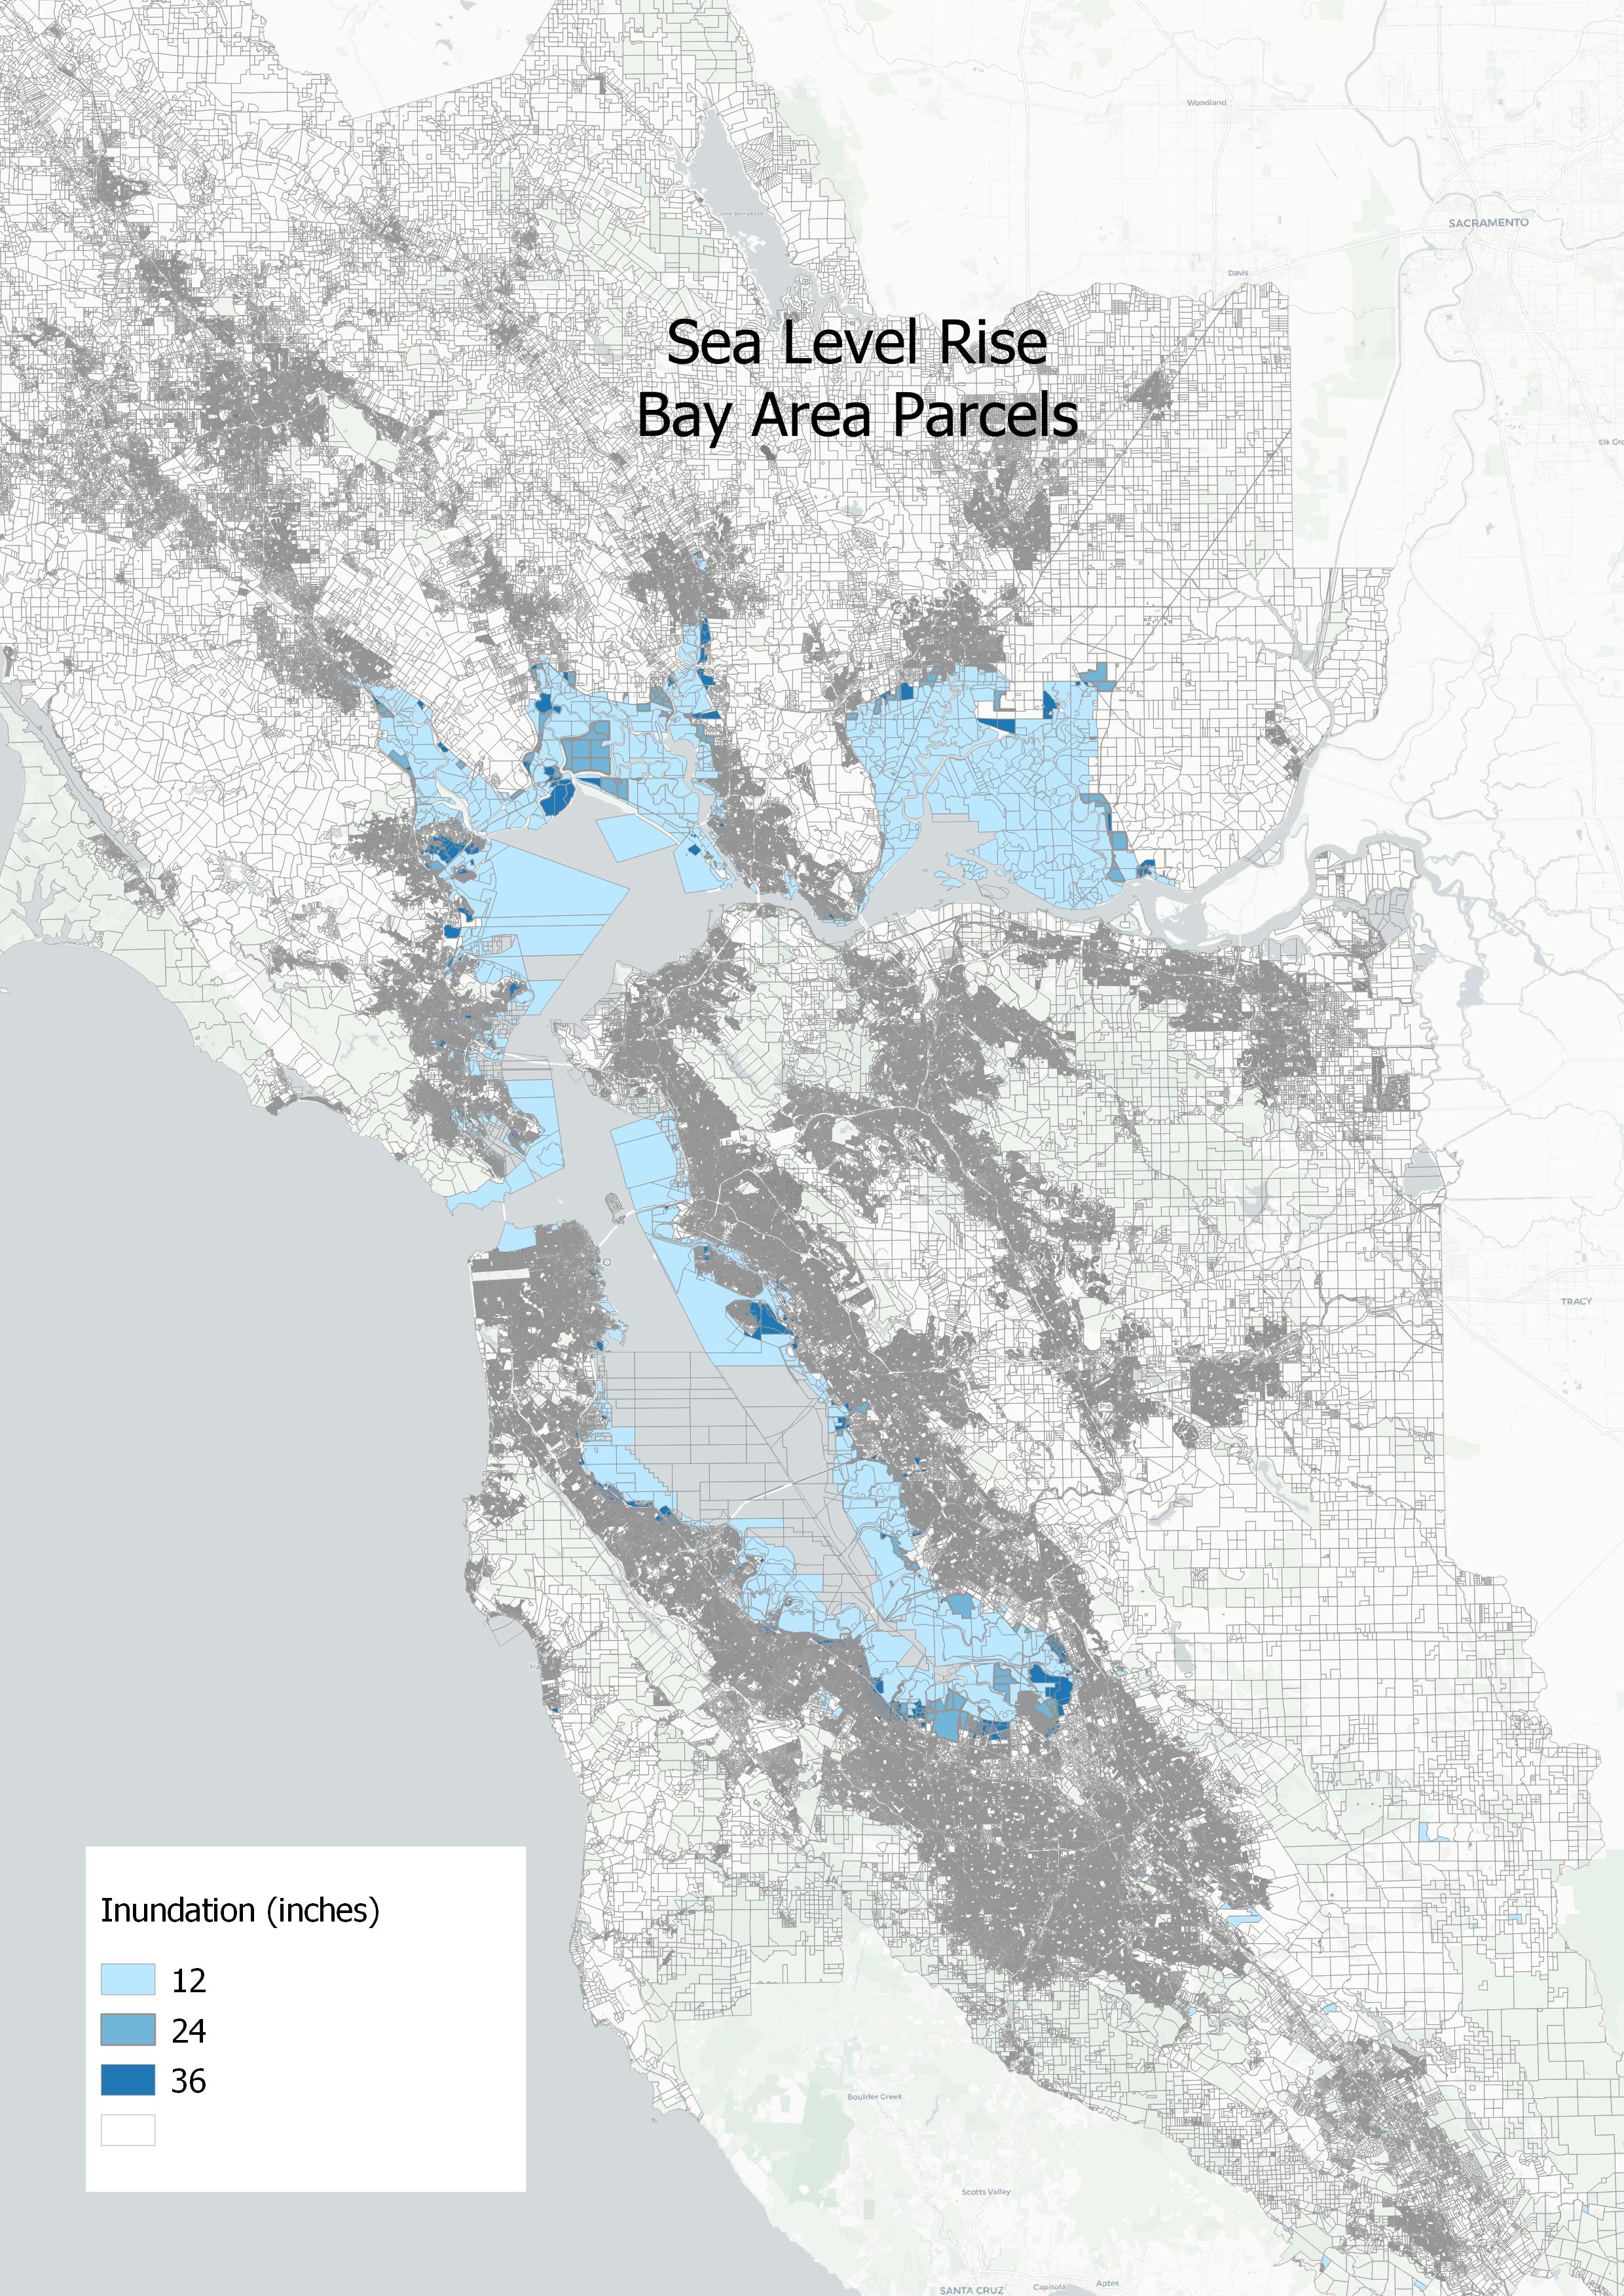 Woodland
SACRAMENTO
Davis
Lake Berryessa
Sea Level Rise
Bay Area Parcels
Elk Gro
TRACY
Inundation (inches)
12
24
36
Boulder Creek
Scotts Valley
SANTA CRUZ
Capitola
Aptos